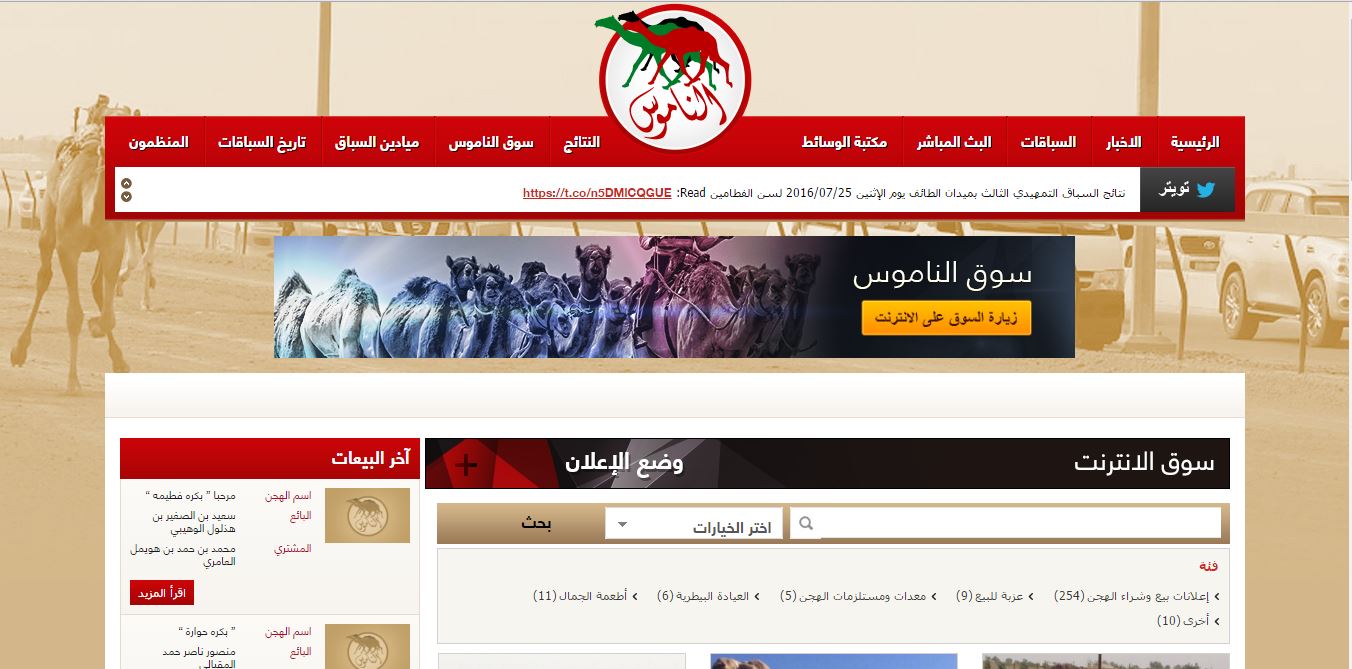 الناموس
الرئيسية الاخبار السباقات البث المباشر مكتبة الوسائط النتائج سوق الناموس ميادين السباق تاريخ السباقات المنظمون
تويتر
نتائج السباق التمهيدي الثالث بميدان الطائف يوم الإثنين 2016/07/25 لسن الفطامين Read: https://t.co/n5DMlCQGUE
سوق الناموس
زيارة السوق على الانترنت
سوق الانترنت
وضع الإعلان
+
اختر الخيارات
بحث
فئة
إعلانات بيع وشراء الهجن (254) عزبة للبيع (9) معدات ومستلزمات الهجن (5) العيادة البيطرية (6) أطعمة الجمال (11)
أخرى (10)
آخر البيعات
اسم الهجن مرحبا " بكره فطيمه "
البائع سعيد بن الصغير بن
هذلول الوهيبي
المشتري محمد بن حمد بن هويمل
العامري
اقرأ المزيد
اسم الهجن " بكره حوارة "
البائع منصور ناصر حمد
المقبالي